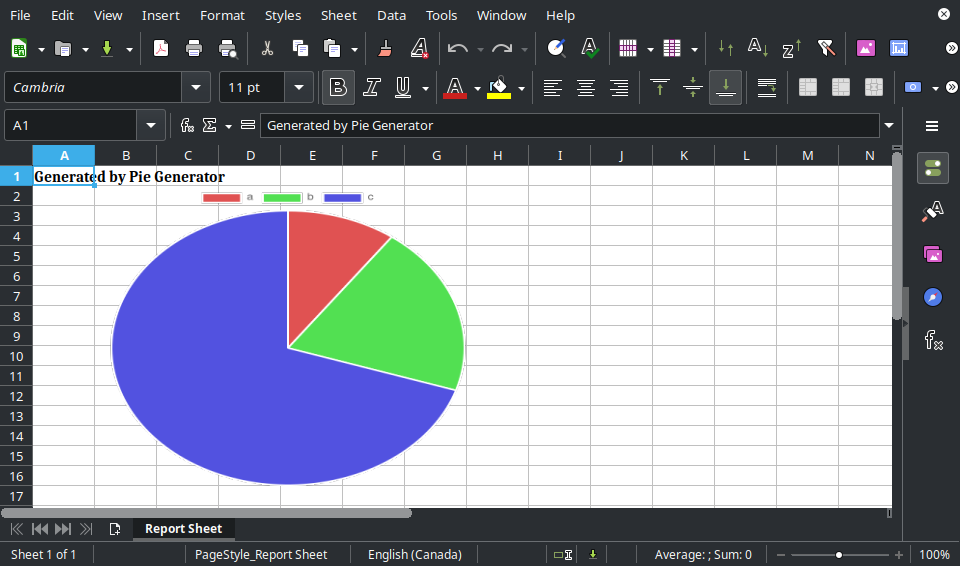 File Edit View Insert Format Styles Sheet Data Tools Window Help
Cambria 11 pt B I U A
A1 Generated by Pie Generator
A B C D E F G H I J K L M N
1 Generated by Pie Generator
2 a b c
3
4
5
6
7
8
9
10
11
12
13
14
15
16
17
Report Sheet
Sheet 1 of 1 PageStyle_Report Sheet English (Canada) Average: ; Sum: 0 100%